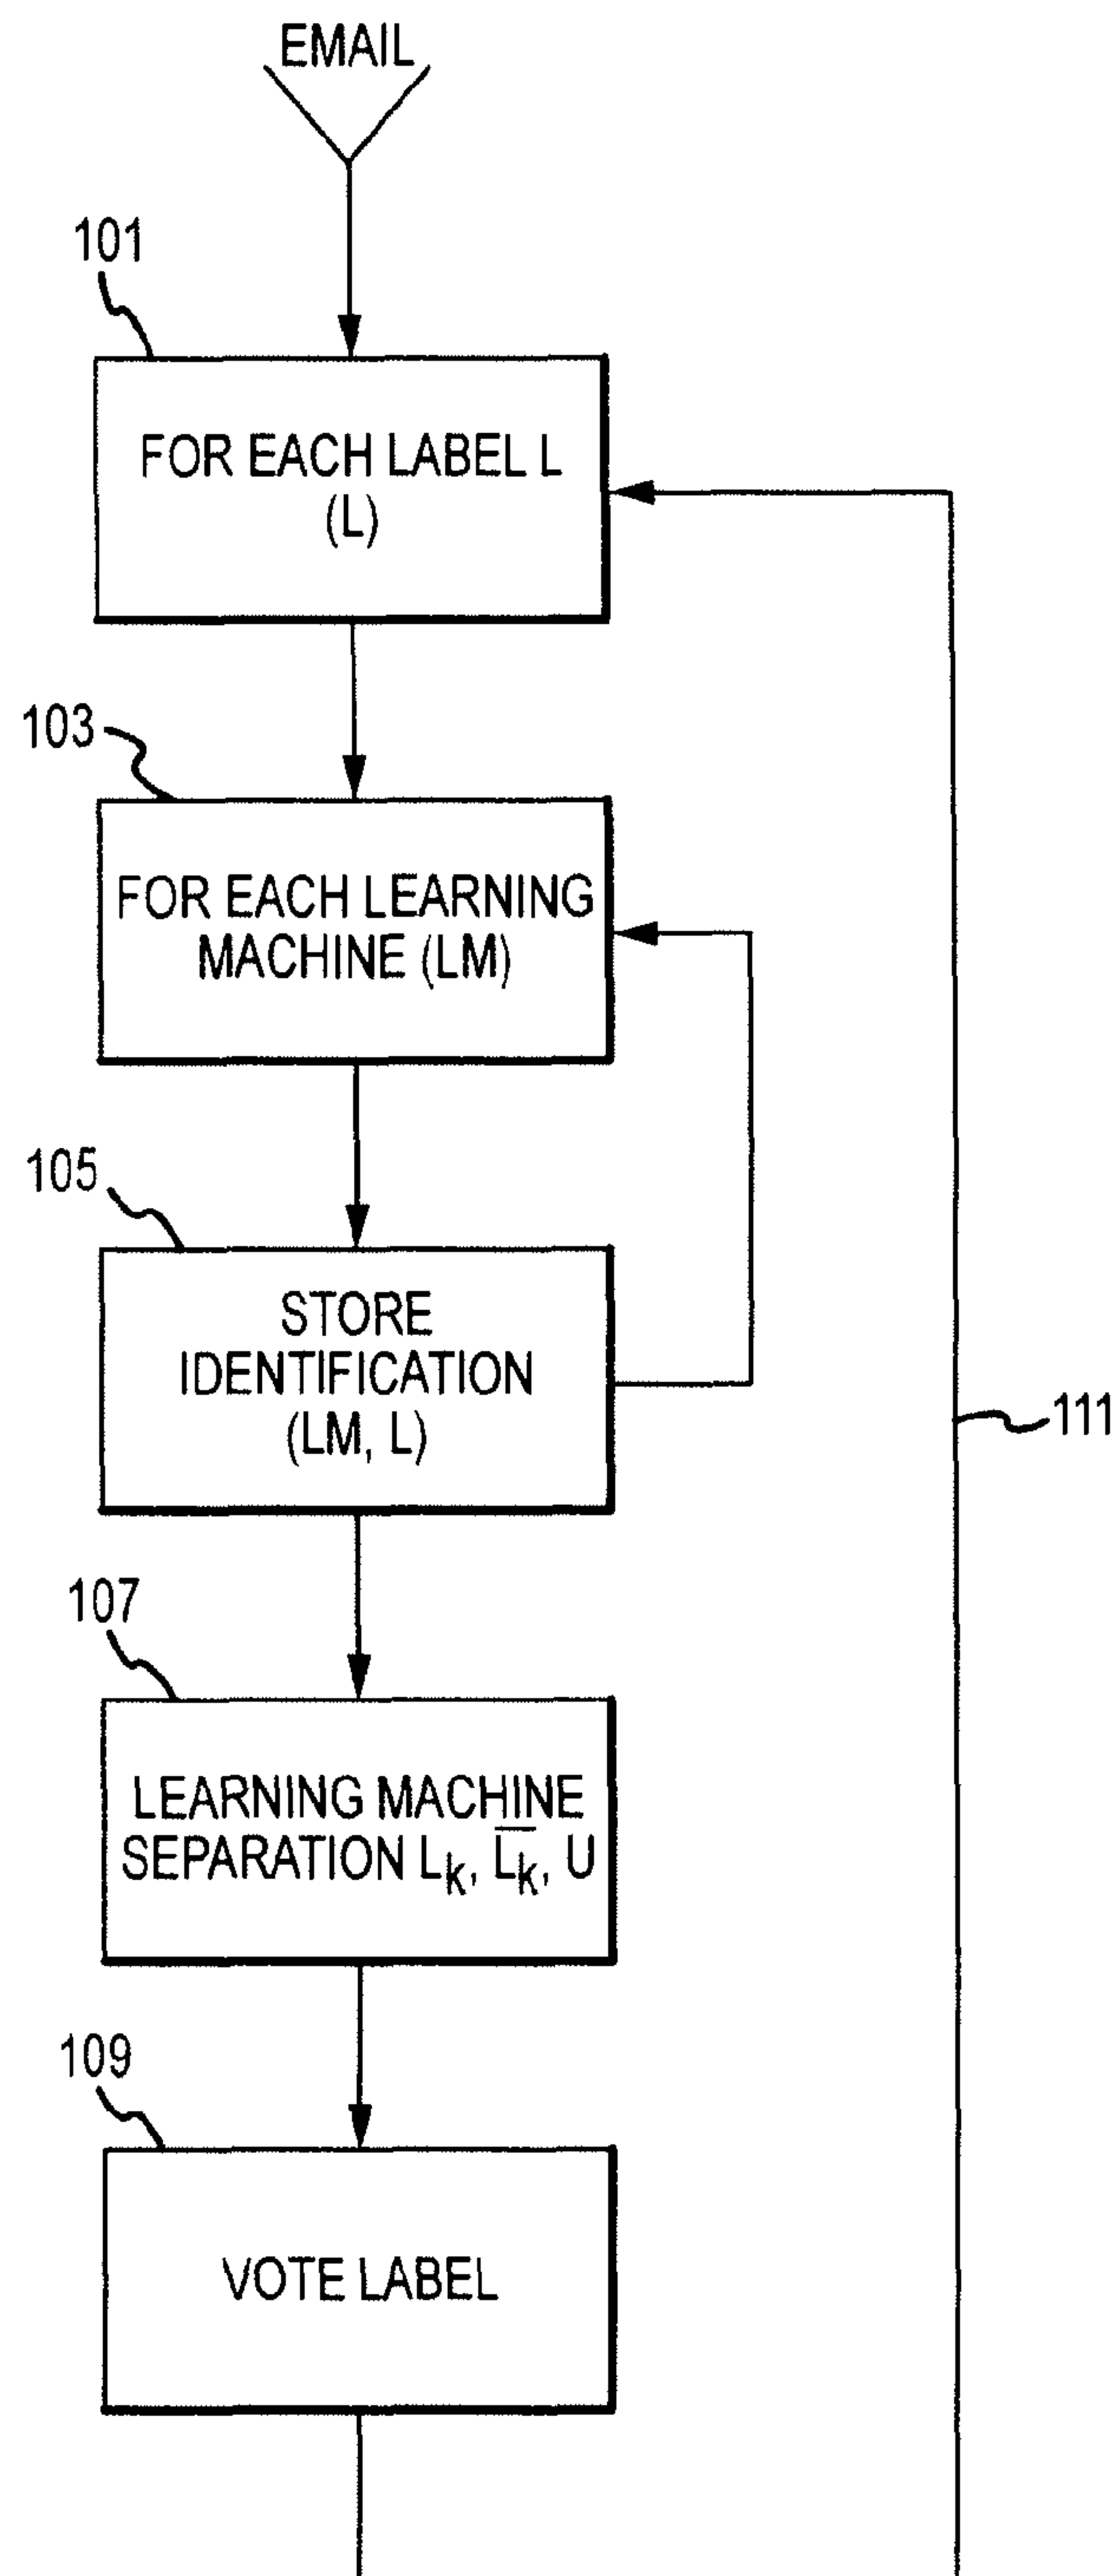 EMAIL
101
FOR EACH LABEL L
(L)
103
FOR EACH LEARNING
MACHINE (LM)
105
STORE
IDENTIFICATION
(LM, L)
111
107
LEARNING MACHINE
SEPARATION Lₖ, L̅ₖ, U
109
VOTE LABEL